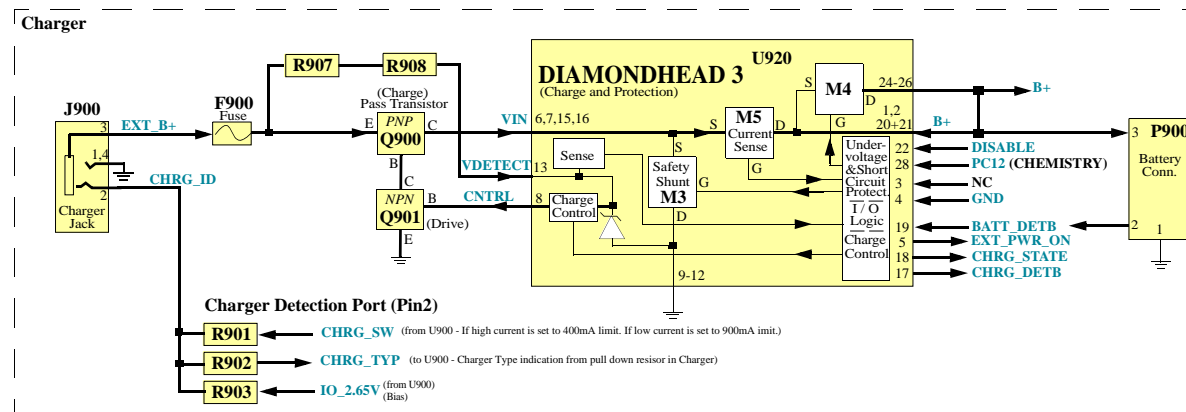 Charger
J900
3
EXT_B+
1,4
CHRG_ID
2
Charger
Jack
F900
Fuse
R907
R908
(Charge)
Pass Transistor
E
PNP
Q900
C
B
C
NPN
Q901
B
(Drive)
E
VIN
VDETECT
13
CNTRL
8
U920
DIAMONDHEAD 3
(Charge and Protection)
6,7,15,16
S
M5
Current
Sense
D
G
S
M4
D
G
24-26
1,2
20+21
Sense
Charge
Control
S
Safety
Shunt
M3
G
D
9-12
Under-
voltage
&Short
Circuit
Protect.
I / O
Logic
Charge
Control
B+
B+
22
DISABLE
28
PC12 (CHEMISTRY)
3
NC
4
GND
19
BATT_DETB
5
EXT_PWR_ON
18
CHRG_STATE
17
CHRG_DETB
P900
3
Battery
Conn.
2
1
Charger Detection Port (Pin2)
R901
CHRG_SW (from U900 - If high current is set to 400mA limit. If low current is set to 900mA imit.)
R902
CHRG_TYP (to U900 - Charger Type indication from pull down resisor in Charger)
R903
IO_2.65V (from U900)
(Bias)